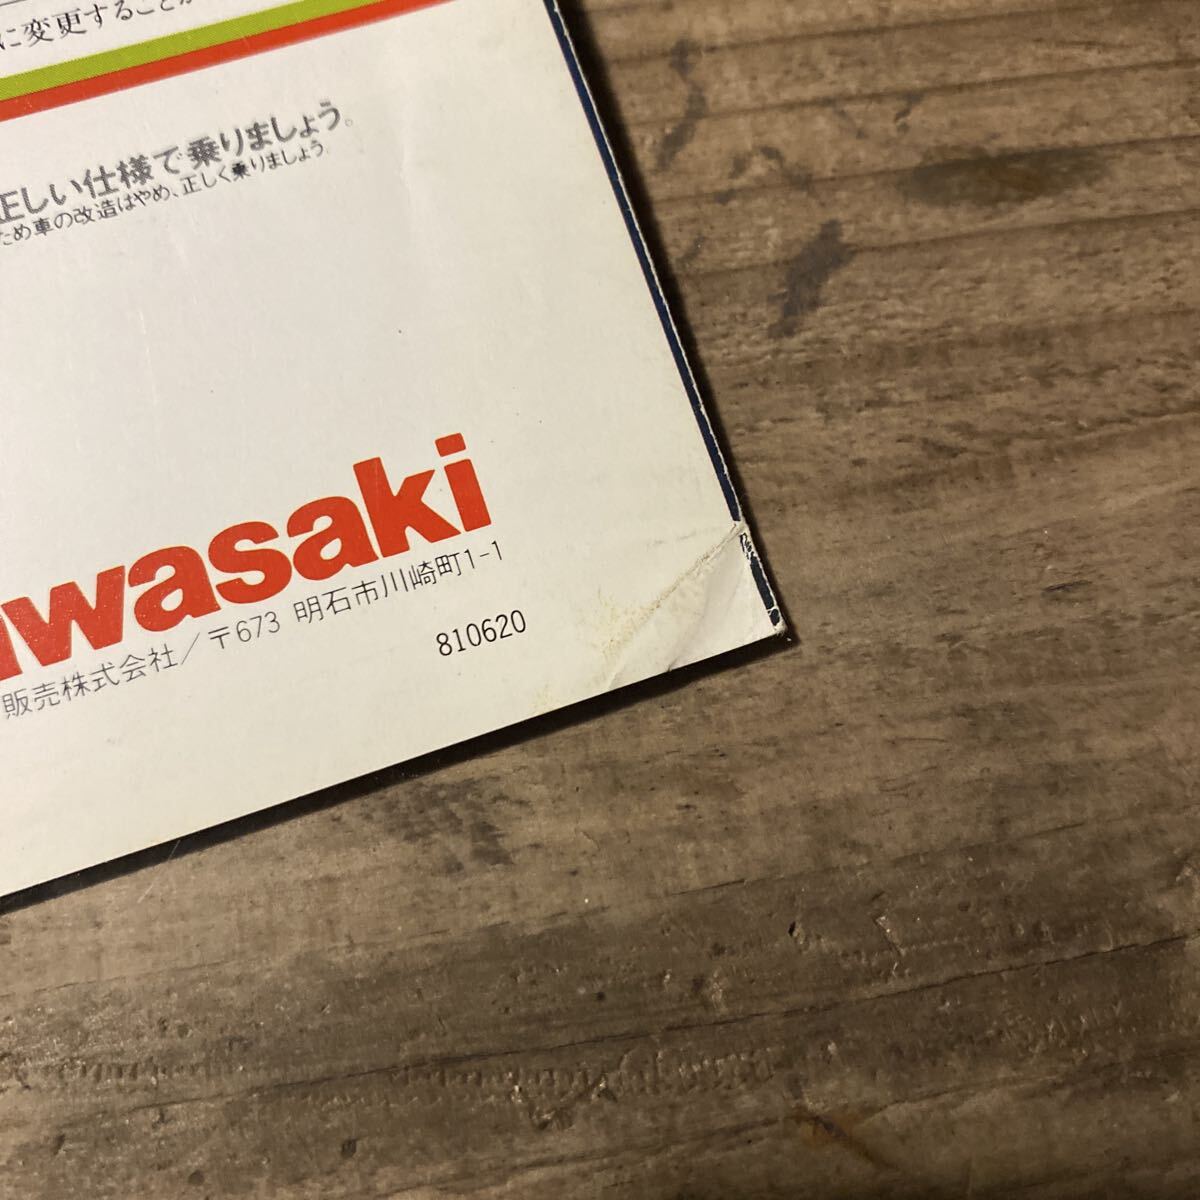 に変更することが
正しい仕様で乗りましょう。
ため車の改造はやめ、正しく乗りましょう
awasaki
販売株式会社/〒673 明石市川崎町1-1
810620